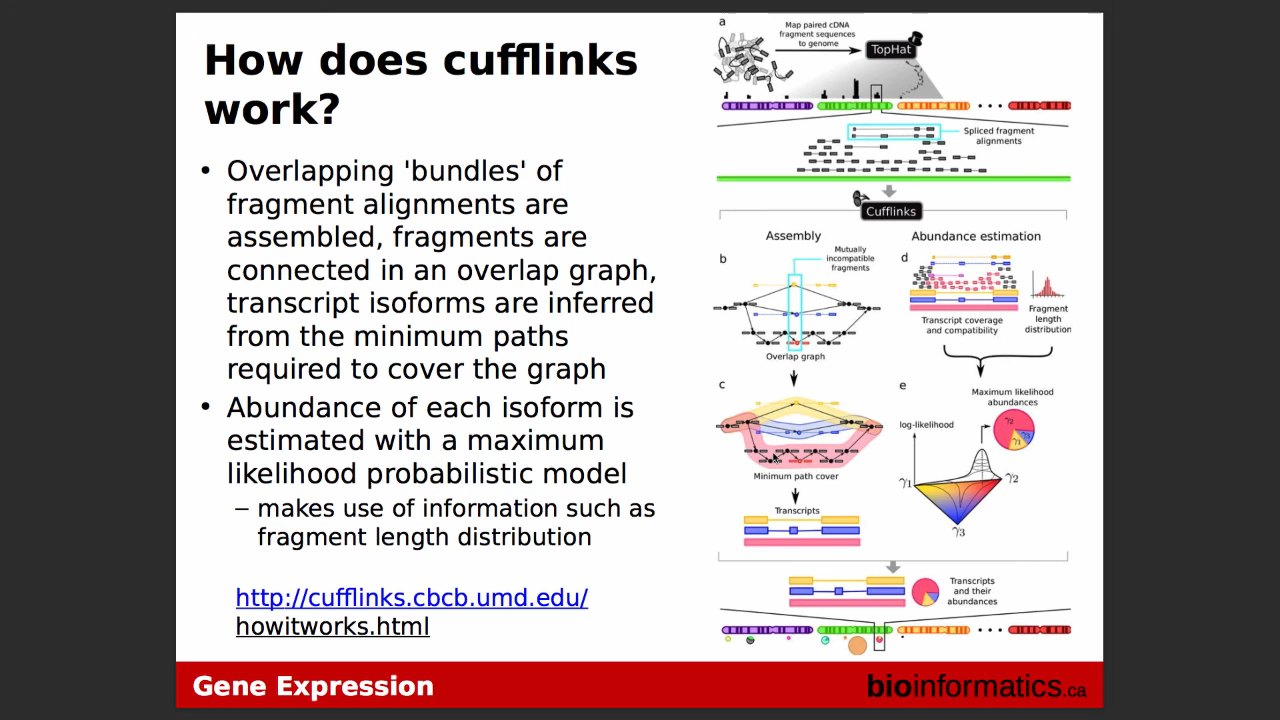 How does cufflinks
work?
• Overlapping 'bundles' of
fragment alignments are
assembled, fragments are
connected in an overlap graph,
transcript isoforms are inferred
from the minimum paths
required to cover the graph
• Abundance of each isoform is
estimated with a maximum
likelihood probabilistic model
– makes use of information such as
fragment length distribution
http://cufflinks.cbcb.umd.edu/
howitworks.html
a
Map paired cDNA
fragment sequences
to genome
TopHat
Spliced fragment
alignments
Cufflinks
Assembly
Abundance estimation
b
Mutually
incompatible
fragments
Overlap graph
d
Transcript coverage
and compatibility
Fragment
length
distribution
c
Minimum path cover
Transcripts
e
Maximum likelihood
abundances
log-likelihood
γ2
γ1
γ3
γ1
γ2
γ3
Transcripts
and their
abundances
Gene Expression
bioinformatics.ca